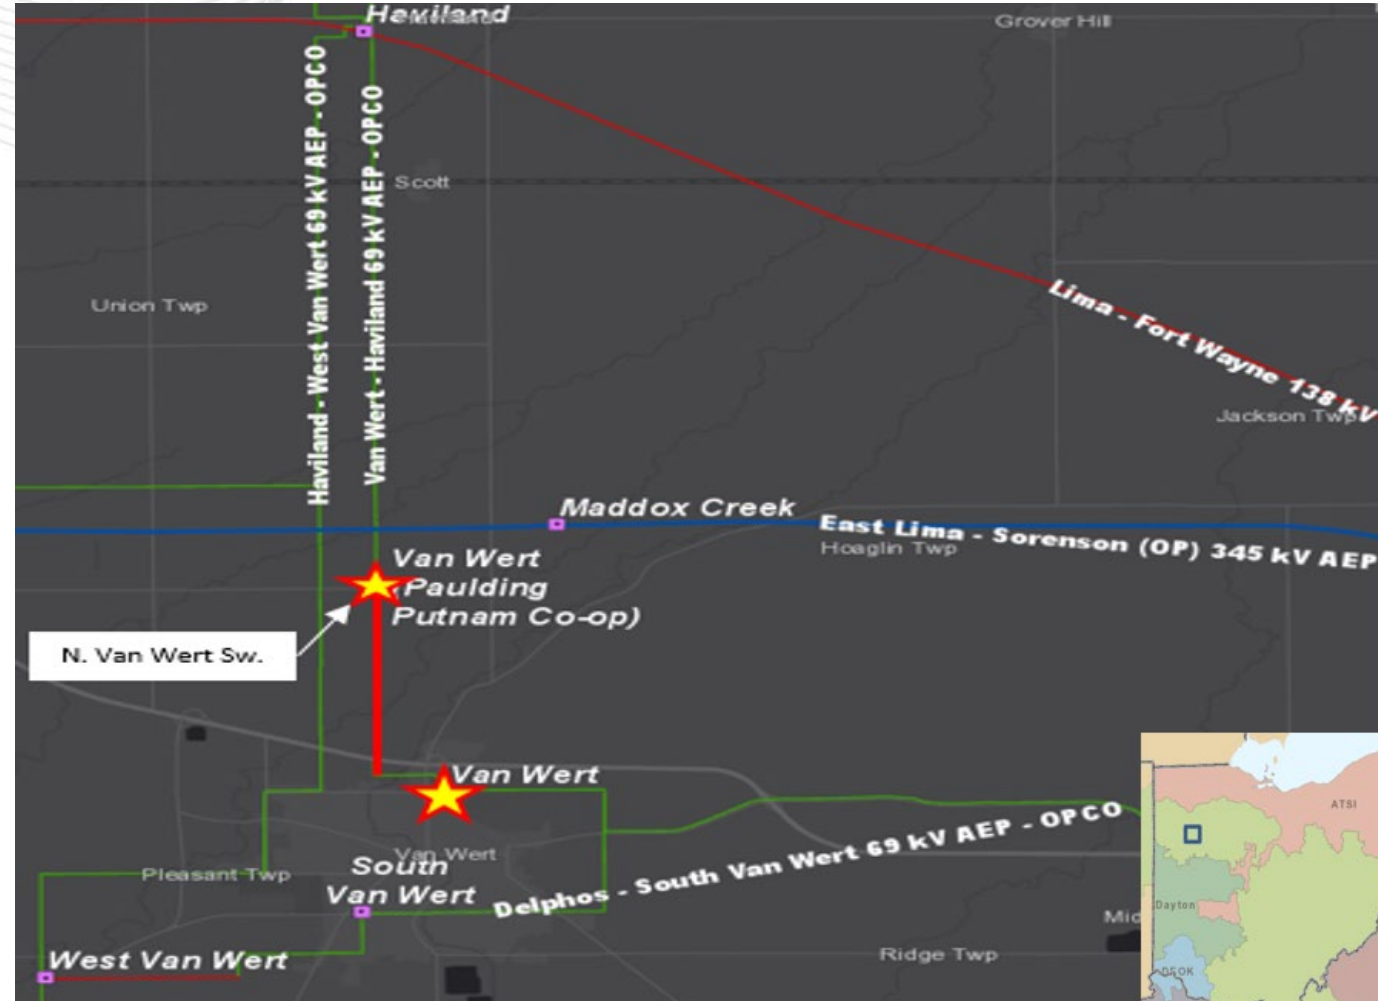 Haviland
Grover Hill
Haviland - West Van Wert 69 kV AEP - OPCO
Van Wert - Haviland 69 kV AEP - OPCO
Scott
Union Twp
Lima - Fort Wayne 138 kV
Jackson Twp
Maddox Creek
East Lima - Sorenson (OP) 345 kV AEP
Hoaglin Twp
Van Wert
(Paulding
Putnam Co-op)
N. Van Wert Sw.
Van Wert
Van Wert
South
Van Wert
Pleasant Twp
Delphos - South Van Wert 69 kV AEP - OPCO
Mid
Ridge Twp
West Van Wert
ATSI
Dayton
DEOK